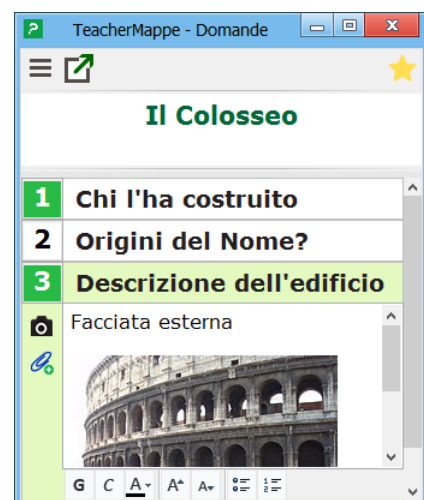 TeacherMappe - Domande
Il Colosseo
1 Chi l'ha costruito
2 Origini del Nome?
3 Descrizione dell'edificio
Facciata esterna
G C A A A